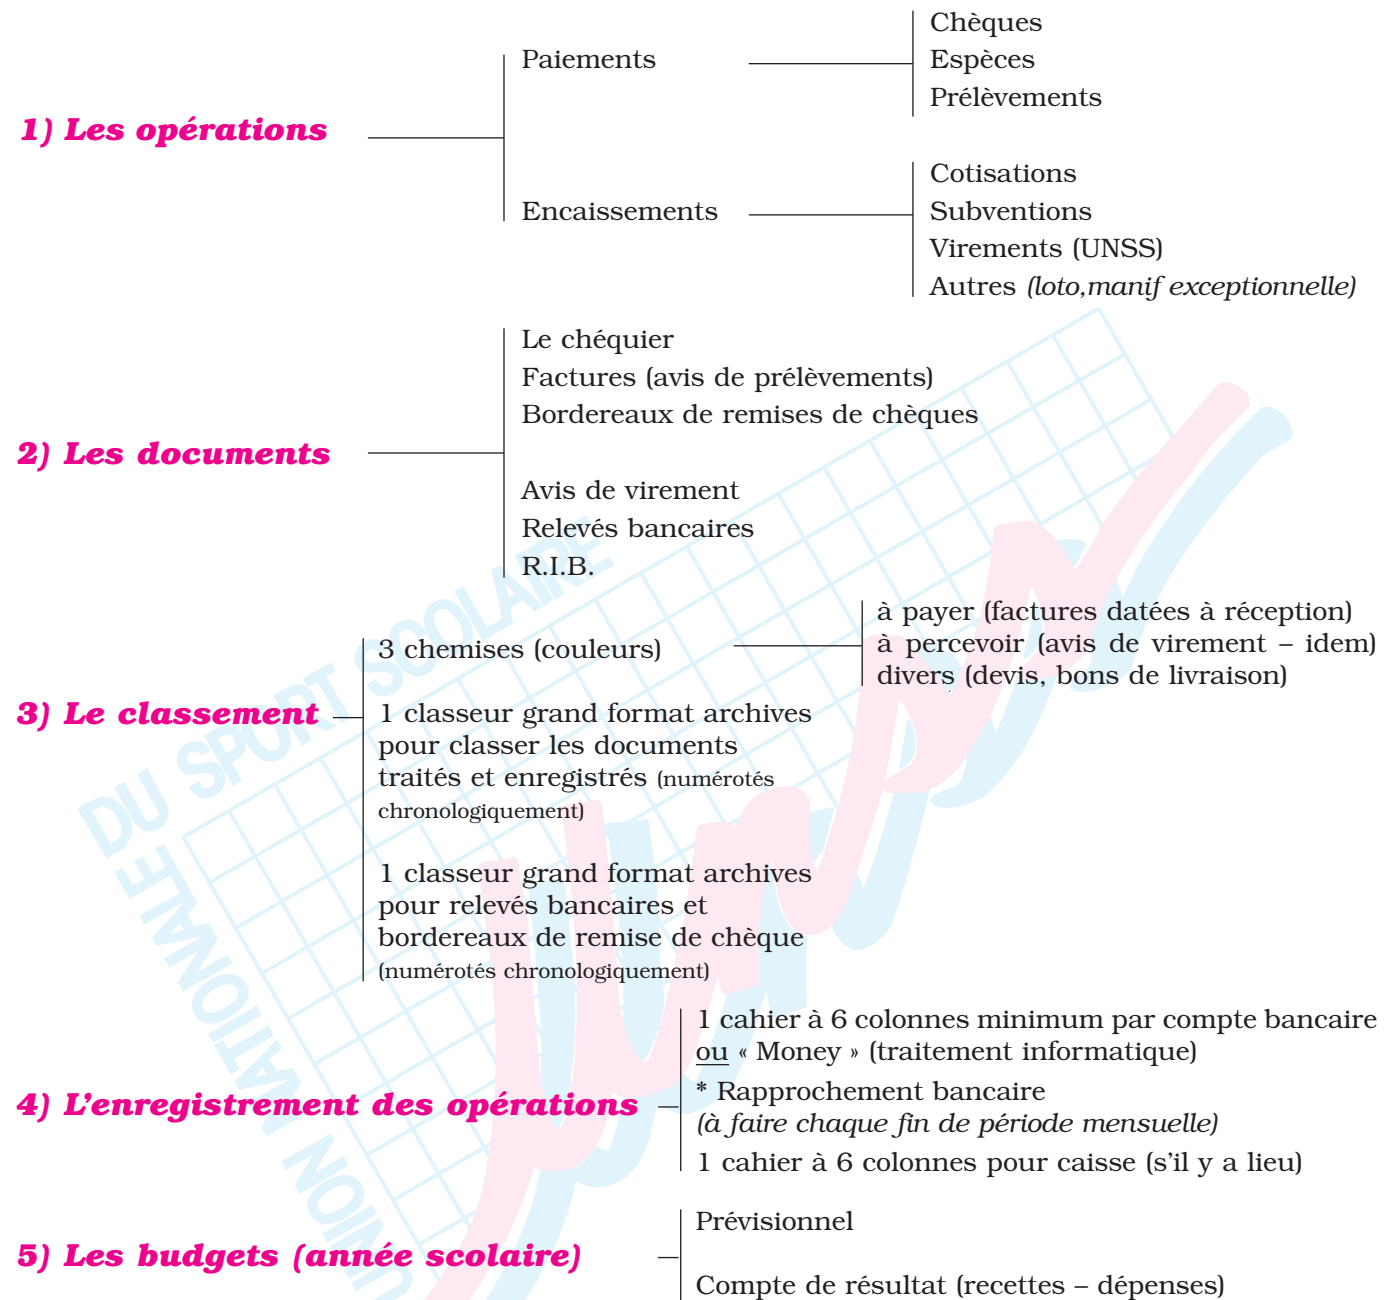 1) Les opérations
Paiements
Chèques
Espèces
Prélèvements
Encaissements
Cotisations
Subventions
Virements (UNSS)
Autres (loto,manif exceptionnelle)
2) Les documents
Le chéquier
Factures (avis de prélèvements)
Bordereaux de remises de chèques
Avis de virement
Relevés bancaires
R.I.B.
3) Le classement
3 chemises (couleurs)
à payer (factures datées à réception)
à percevoir (avis de virement – idem)
divers (devis, bons de livraison)
1 classeur grand format archives
pour classer les documents
traités et enregistrés (numérotés
chronologiquement)
1 classeur grand format archives
pour relevés bancaires et
bordereaux de remise de chèque
(numérotés chronologiquement)
4) L’enregistrement des opérations
1 cahier à 6 colonnes minimum par compte bancaire
ou « Money » (traitement informatique)
* Rapprochement bancaire
(à faire chaque fin de période mensuelle)
1 cahier à 6 colonnes pour caisse (s’il y a lieu)
5) Les budgets (année scolaire)
Prévisionnel
Compte de résultat (recettes – dépenses)
UNION NATIONALE
DU SPORT SCOLAIRE
unss